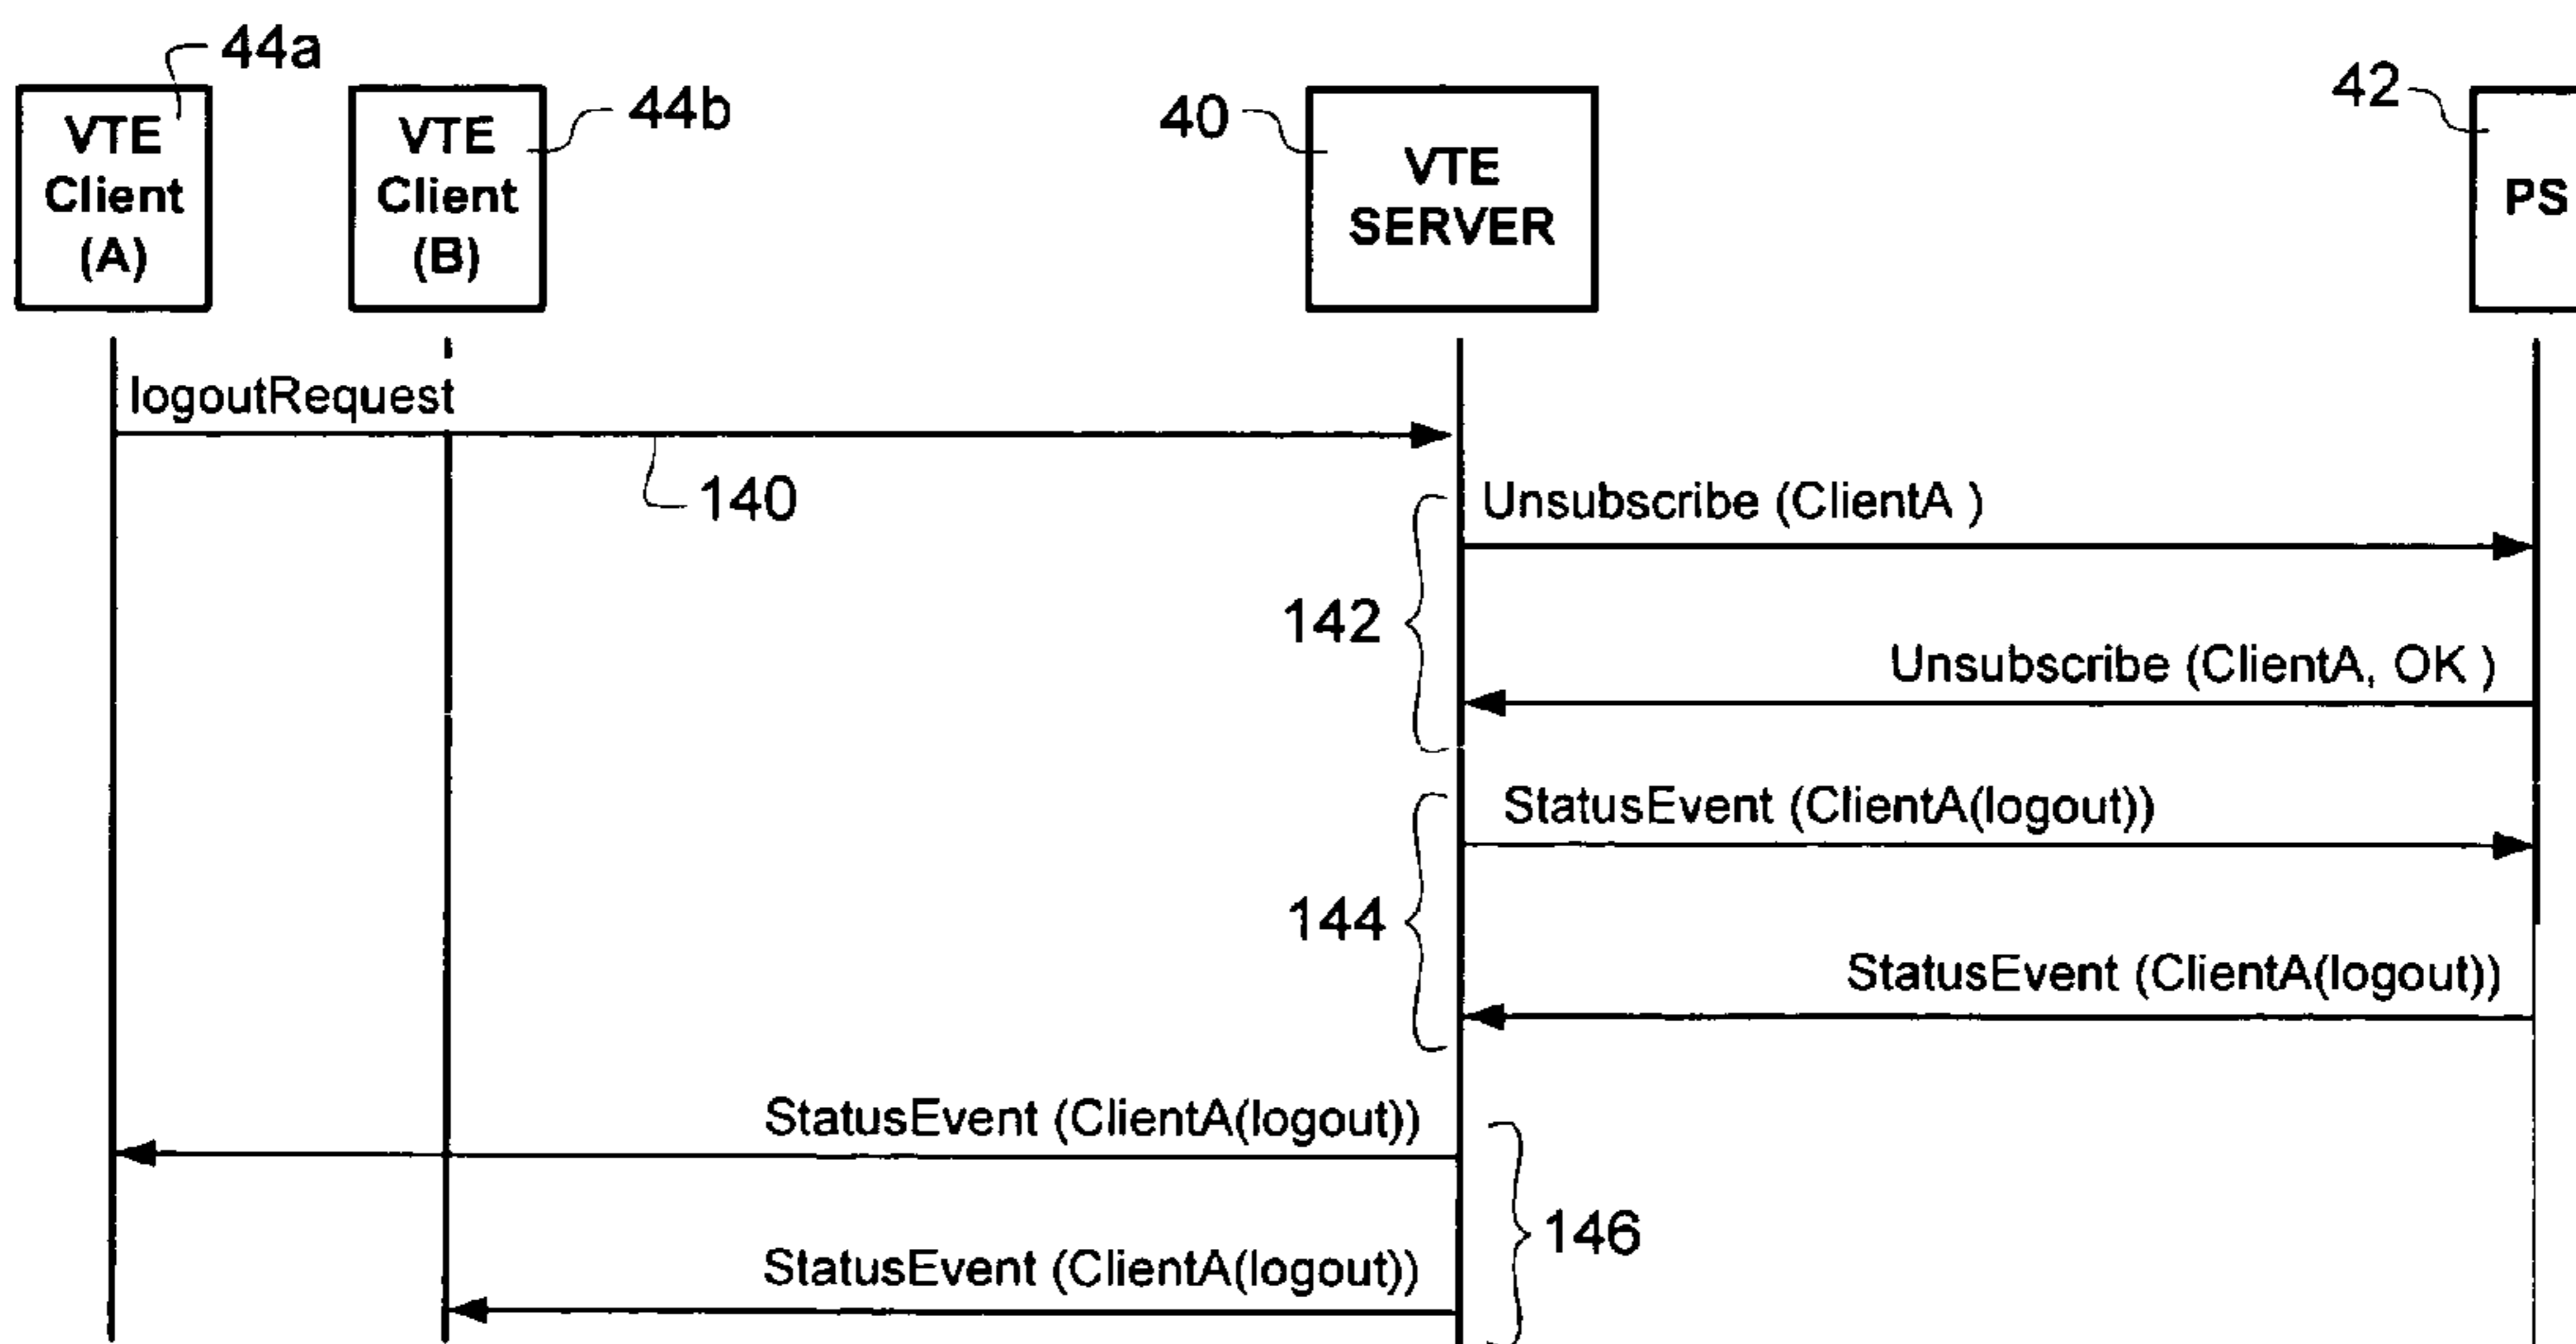 44a
VTE
Client
(A)
VTE
Client
(B)
44b
40
VTE
SERVER
42
PS
logoutRequest
140
Unsubscribe (ClientA )
142
Unsubscribe (ClientA, OK )
StatusEvent (ClientA(logout))
144
StatusEvent (ClientA(logout))
StatusEvent (ClientA(logout))
146
StatusEvent (ClientA(logout))